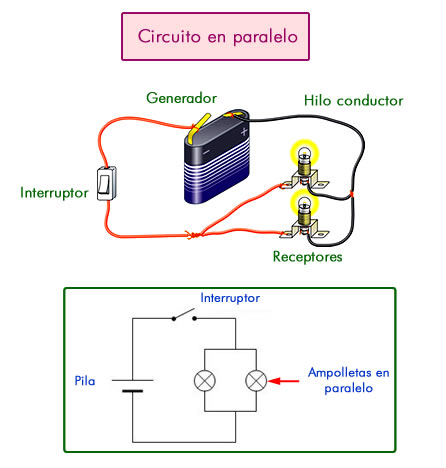 Circuito en paralelo
Generador
Hilo conductor
Interruptor
Receptores
Interruptor
Pila
Ampolletas en
paralelo